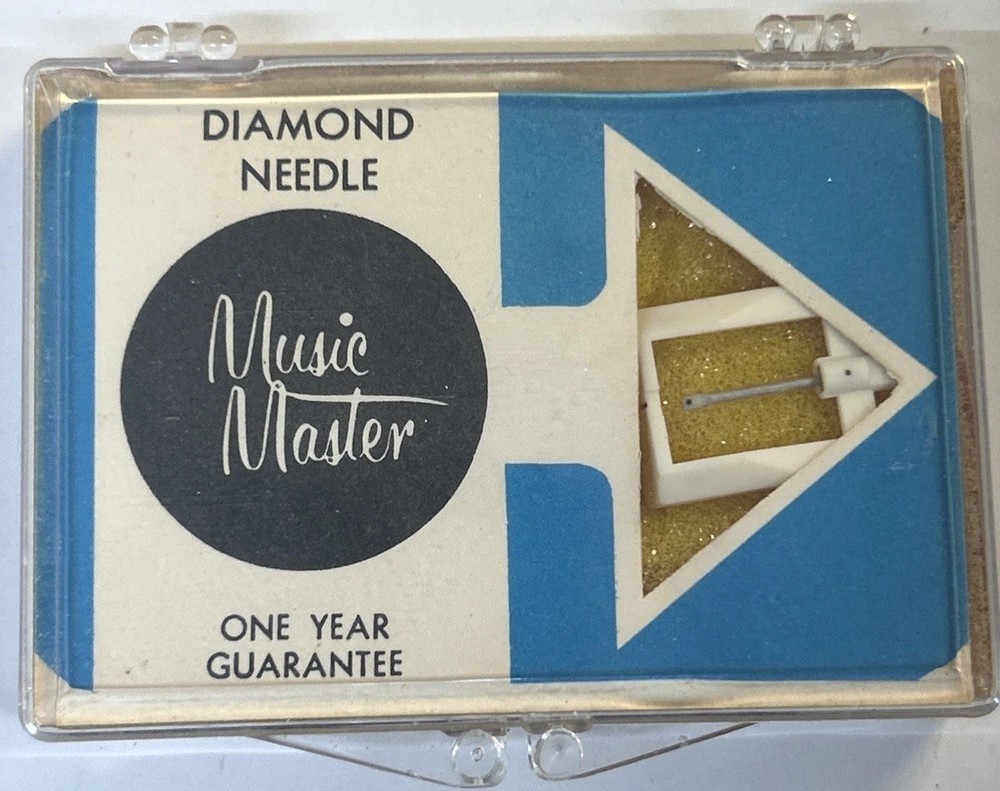 DIAMOND
NEEDLE
Music
Master
ONE YEAR
GUARANTEE